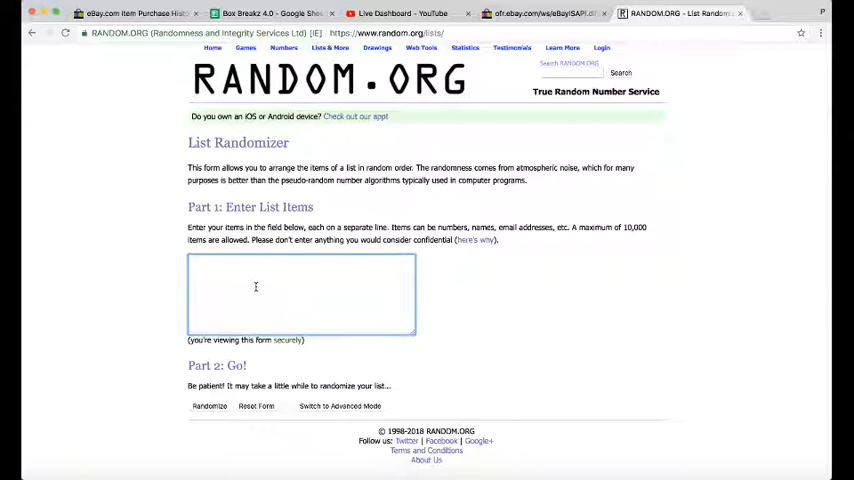 eBay.com Item Purchase Hist
Box Breakz 4.0 - Google She
Live Dashboard - YouTube
ofr.ebay.com/ws/eBayISAPI.dl
RANDOM.ORG - List Random
P
RANDOM.ORG (Randomness and Integrity Services Ltd) [IE] https://www.random.org/lists/
Home Games Numbers Lists & More Drawings Web Tools Statistics Testimonials Learn More Login
Search RANDOM.ORG
Search
RANDOM.ORG
True Random Number Service
Do you own an iOS or Android device? Check out our app!
List Randomizer
This form allows you to arrange the items of a list in random order. The randomness comes from atmospheric noise, which for many
purposes is better than the pseudo-random number algorithms typically used in computer programs.
Part 1: Enter List Items
Enter your items in the field below, each on a separate line. Items can be numbers, names, email addresses, etc. A maximum of 10,000
items are allowed. Please don't enter anything you would consider confidential (here's why).
(you're viewing this form securely)
Part 2: Go!
Be patient! It may take a little while to randomize your list...
Randomize Reset Form Switch to Advanced Mode
© 1998-2018 RANDOM.ORG
Follow us: Twitter | Facebook | Google+
Terms and Conditions
About Us